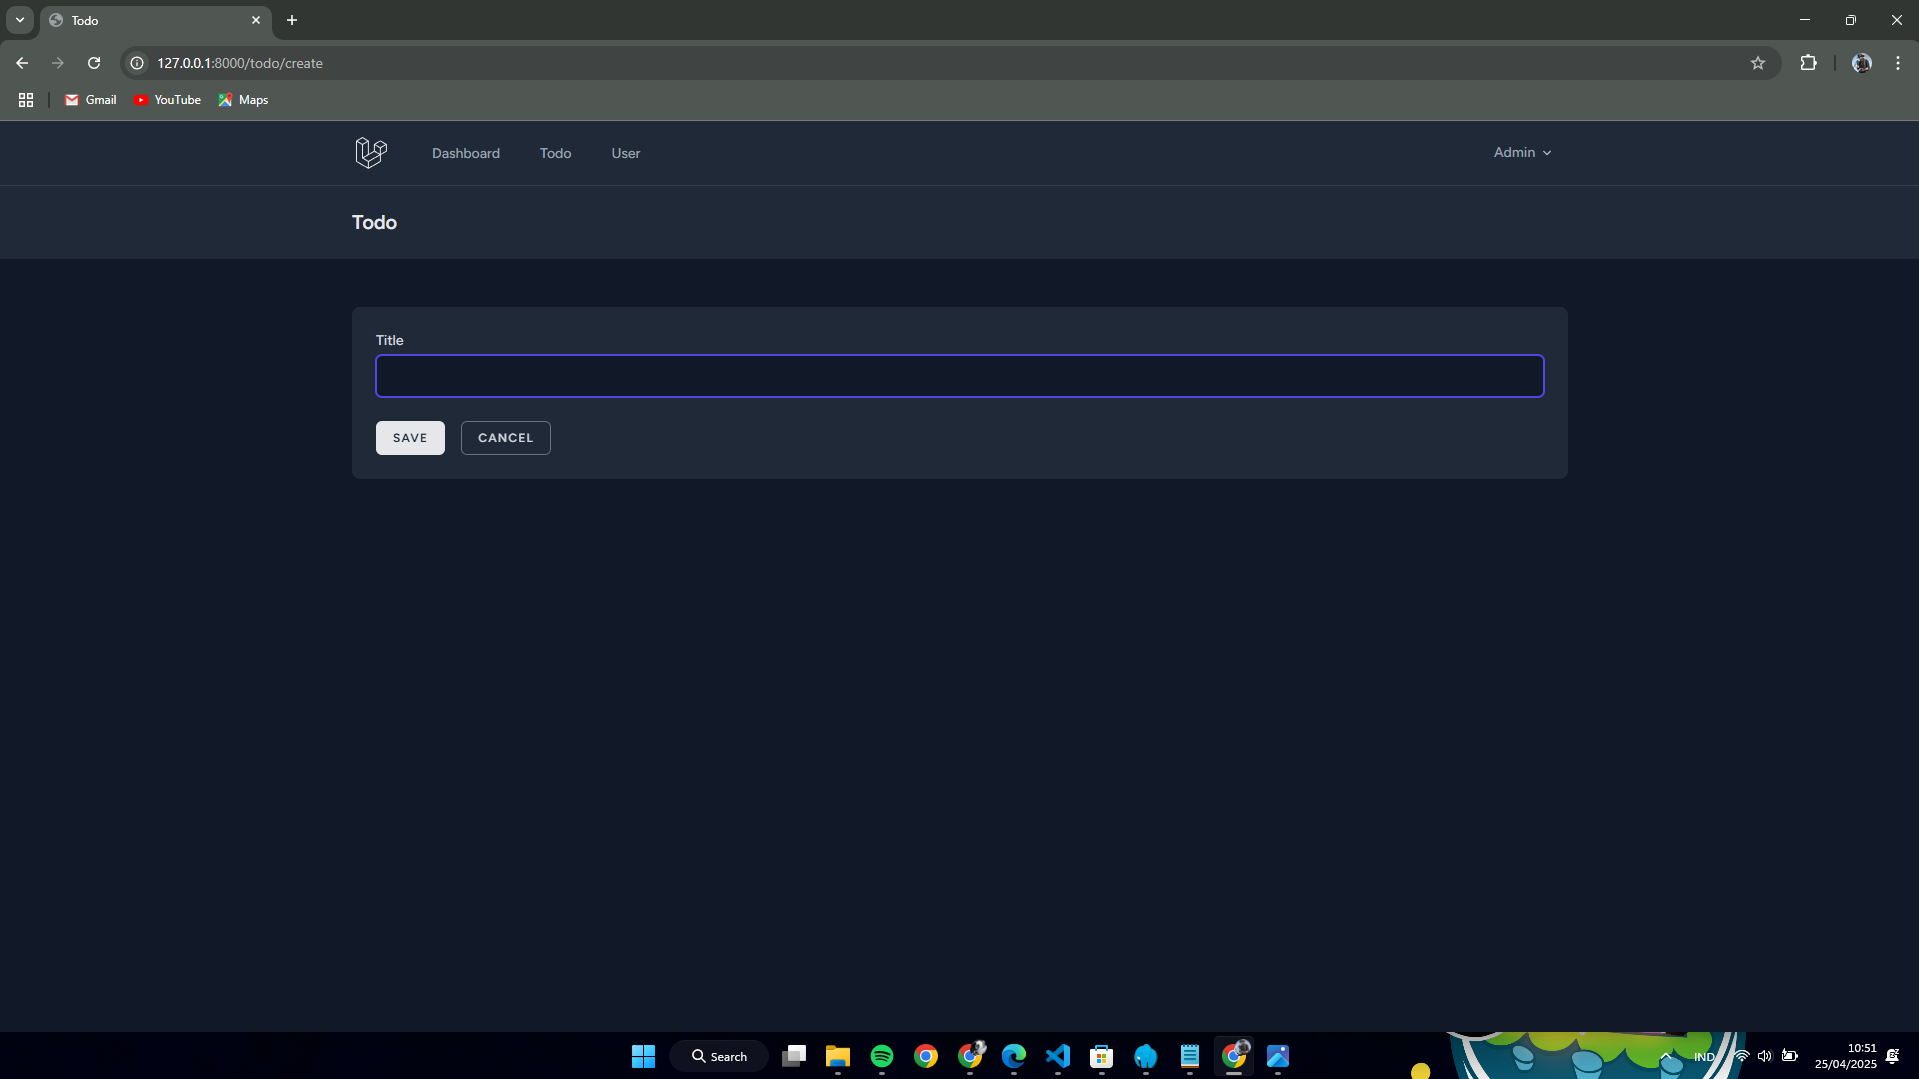 Todo
127.0.0.1:8000/todo/create
Gmail YouTube Maps
Dashboard Todo User Admin
Todo
Title
SAVE CANCEL
Search
IND
10:51
25/04/2025